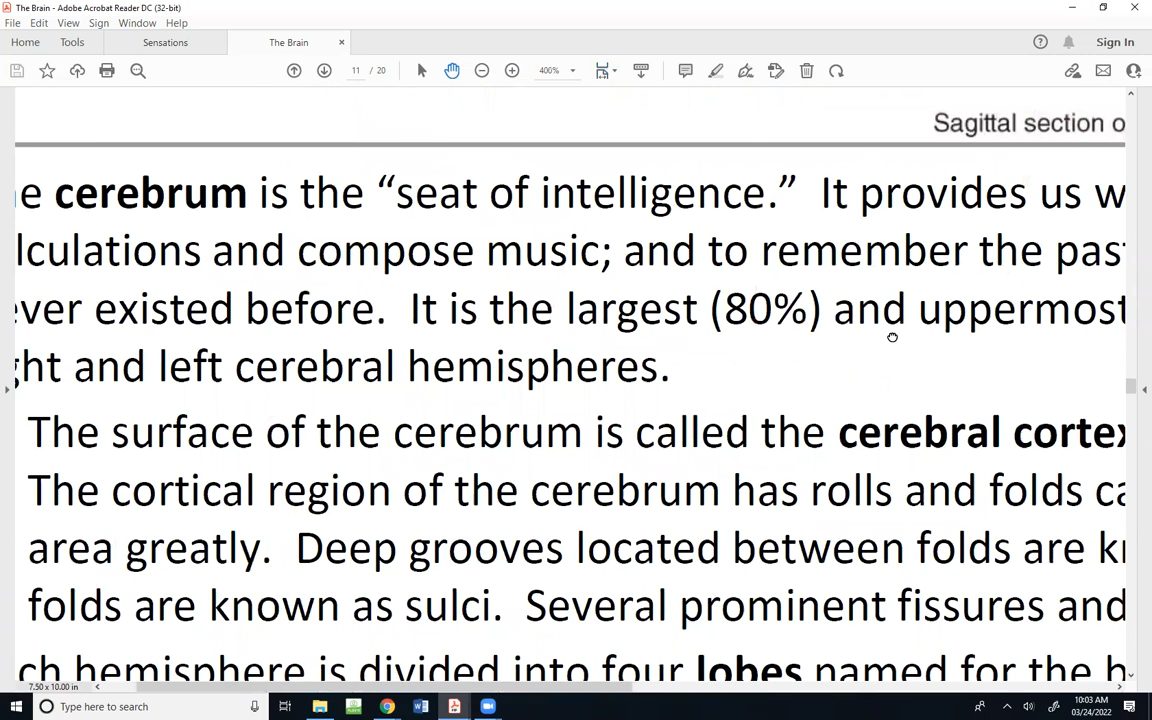 The Brain - Adobe Acrobat Reader DC (32-bit)
File Edit View Sign Window Help
Home Tools Sensations The Brain × Sign In
11 / 20 400%
Sagittal section o
e cerebrum is the “seat of intelligence.” It provides us w
lculations and compose music; and to remember the pas
ever existed before. It is the largest (80%) and uppermost
ght and left cerebral hemispheres.
The surface of the cerebrum is called the cerebral corte
The cortical region of the cerebrum has rolls and folds ca
area greatly. Deep grooves located between folds are k
folds are known as sulci. Several prominent fissures and
ch hemisphere is divided into four lobes named for the b
7.50 x 10.00 in
Type here to search
10:03 AM
03/24/2022